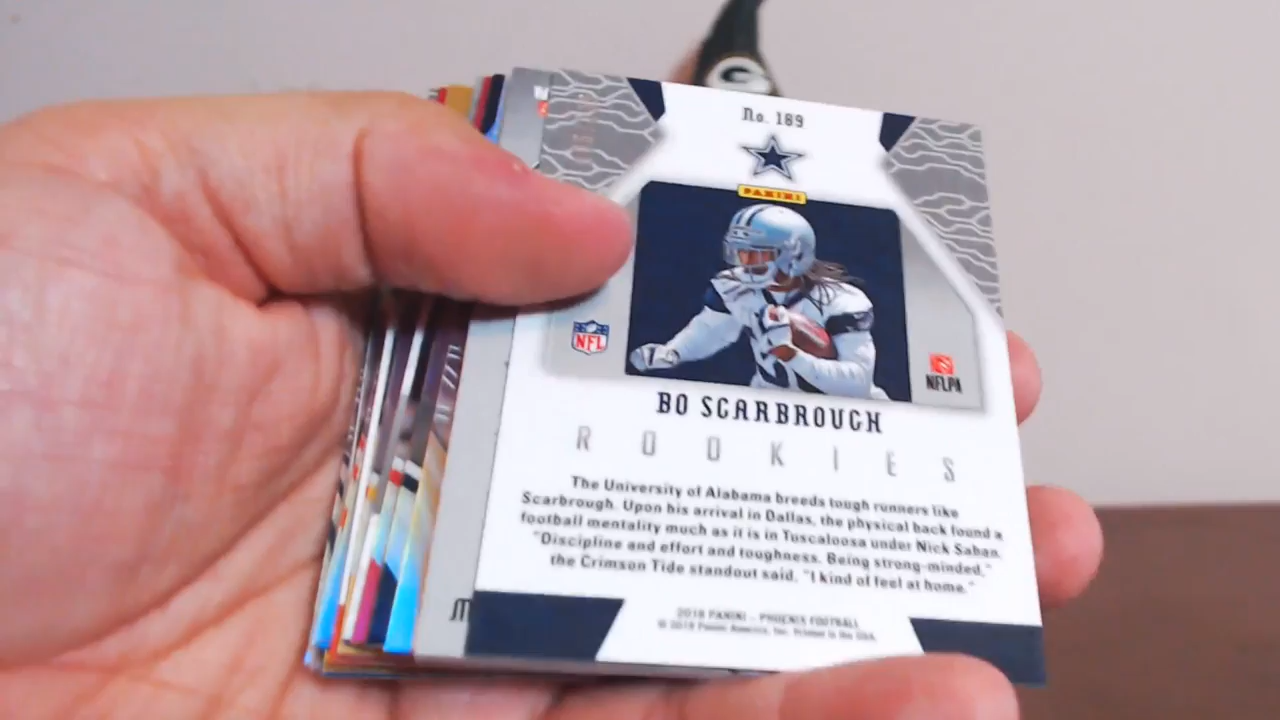 No. 189
PANINI
NFL
NFLPA
BO SCARBROUGH
ROOKIES
The University of Alabama breeds tough runners like
Scarbrough. Upon his arrival in Dallas, the physical back found a
football mentality much as it is in Tuscaloosa under Nick Saban.
"Discipline and effort and toughness. Being strong-minded,"
the Crimson Tide standout said. "I kind of feel at home."
2018 PANINI - PHOENIX FOOTBALL
© 2018 Panini America, Inc. Printed in the USA.